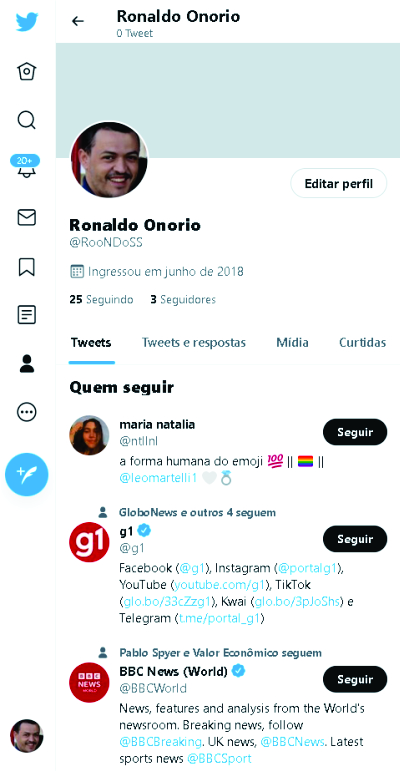 Ronaldo Onorio
0 Tweet
20+
Editar perfil
Ronaldo Onorio
@RooNDoSS
Ingressou em junho de 2018
25 Seguindo 3 Seguidores
Tweets Tweets e respostas Mídia Curtidas
Quem seguir
maria natalia
@ntllnl
Seguir
a forma humana do emoji 💯 || 🏳️‍🌈 ||
@leomartelli1 🤍💍
GloboNews e outros 4 seguem
g1
g1
@g1
Seguir
Facebook (@g1), Instagram (@portalg1),
YouTube (youtube.com/g1), TikTok
(glo.bo/33cZzg1), Kwai (glo.bo/3pJoShs) e
Telegram (t.me/portal_g1)
Pablo Spyer e Valor Econômico seguem
BBC
NEWS
WORLD
BBC News (World)
@BBCWorld
Seguir
News, features and analysis from the World's
newsroom. Breaking news, follow
@BBCBreaking. UK news, @BBCNews. Latest
sports news @BBCSport